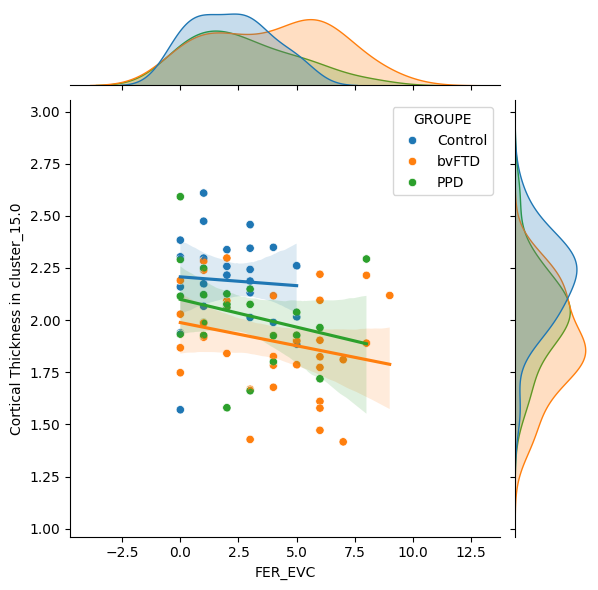 GROUPE
Control
bvFTD
PPD
3.00
2.75
2.50
2.25
2.00
1.75
1.50
1.25
1.00
Cortical Thickness in cluster_15.0
−2.5 0.0 2.5 5.0 7.5 10.0 12.5
FER_EVC